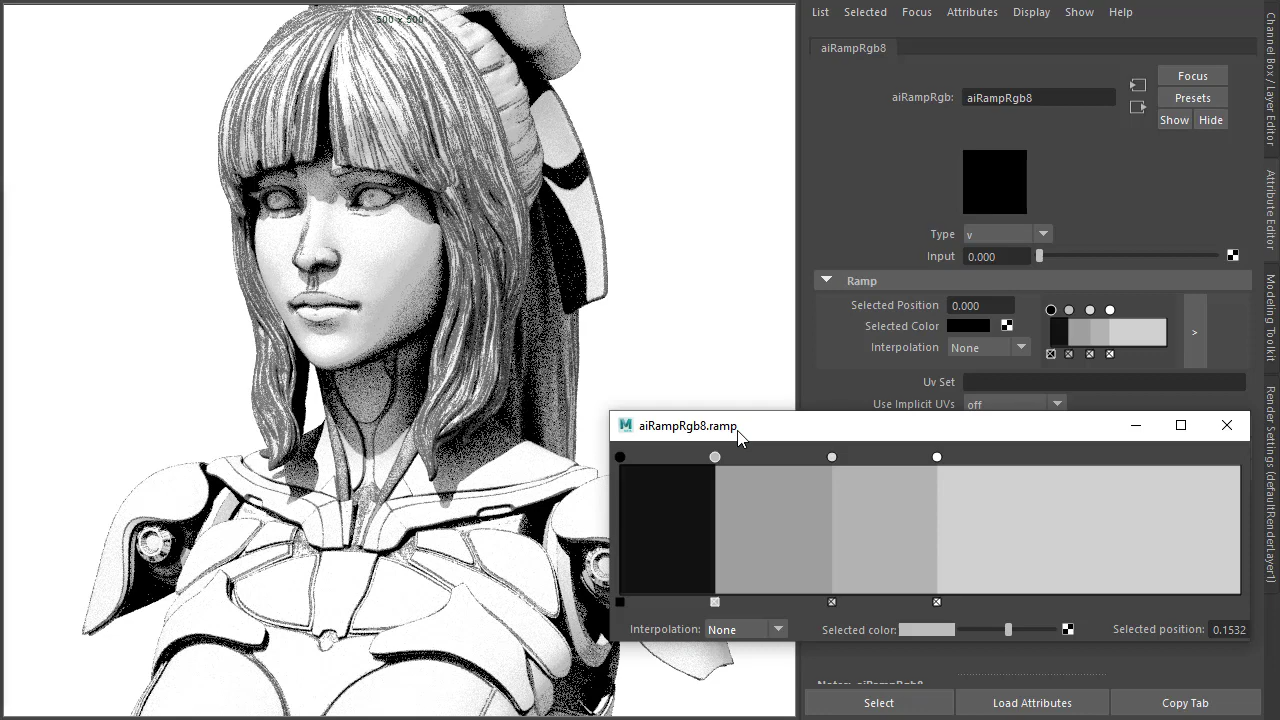 500 x 500
List Selected Focus Attributes Display Show Help
aiRampRgb8
aiRampRgb: aiRampRgb8
Focus
Presets
Show Hide
Type v
Input 0.000
Ramp
Selected Position 0.000
Selected Color
Interpolation None
>
Uv Set
Use Implicit UVs off
aiRampRgb8.ramp
Interpolation: None Selected color: Selected position: 0.1532
Notes: aiRampRgb8
Select Load Attributes Copy Tab
Channel Box / Layer Editor
Attribute Editor
Modeling Toolkit
Render Settings (defaultRenderLayer1)